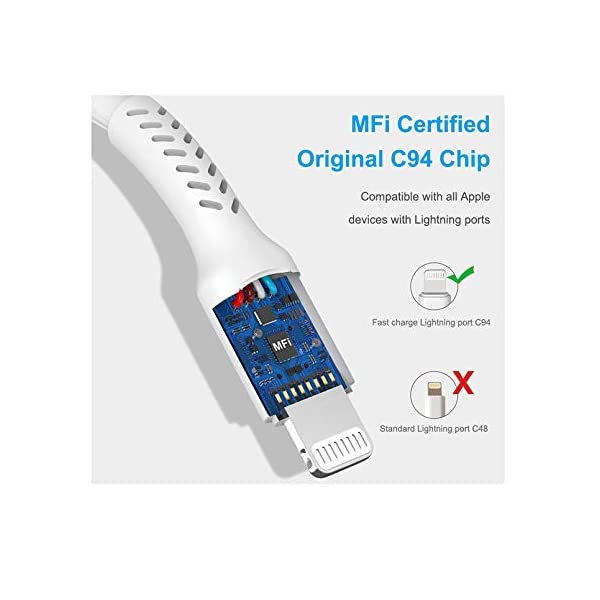 MFi Certified
Original C94 Chip
Compatible with all Apple
devices with Lightning ports
Fast charge Lightning port C94
MFi
X
Standard Lightning port C48